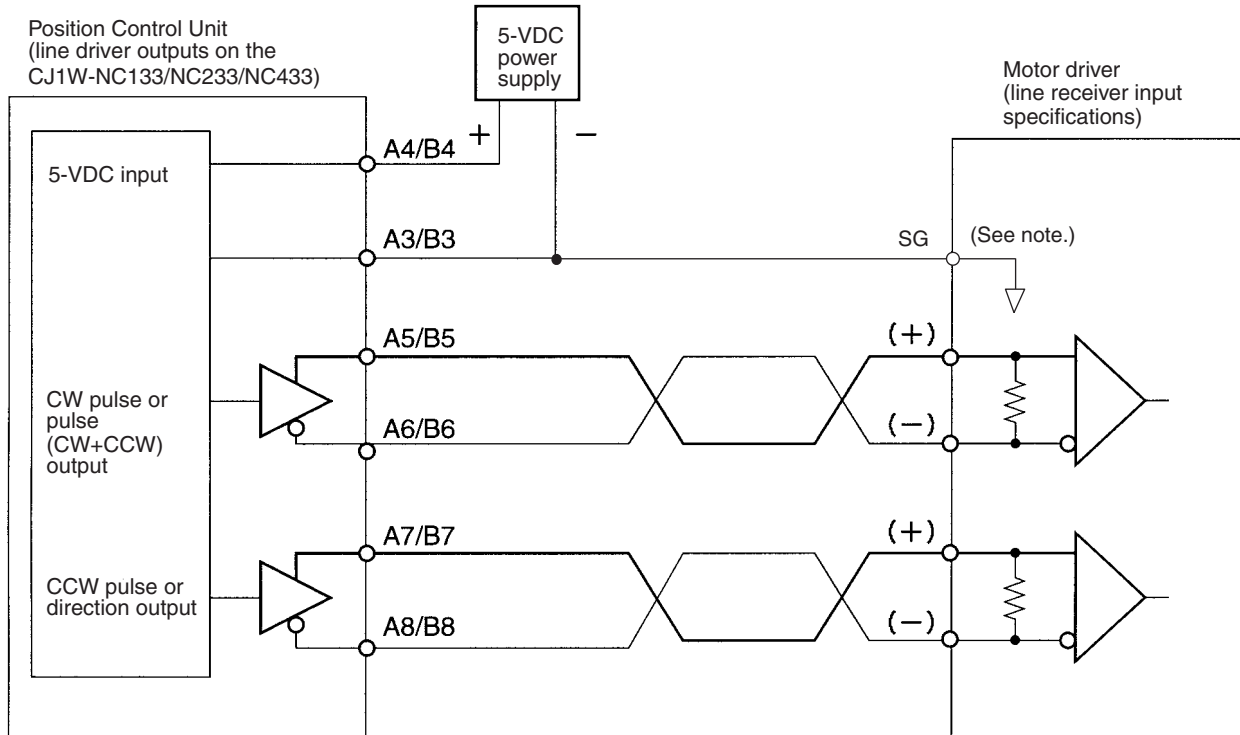 Position Control Unit
(line driver outputs on the
CJ1W-NC133/NC233/NC433)
5-VDC
power
supply
Motor driver
(line receiver input
specifications)
+
−
A4/B4
5-VDC input
A3/B3
SG
(See note.)
A5/B5
(+)
CW pulse or
pulse
(CW+CCW)
output
A6/B6
(−)
A7/B7
(+)
CCW pulse or
direction output
A8/B8
(−)